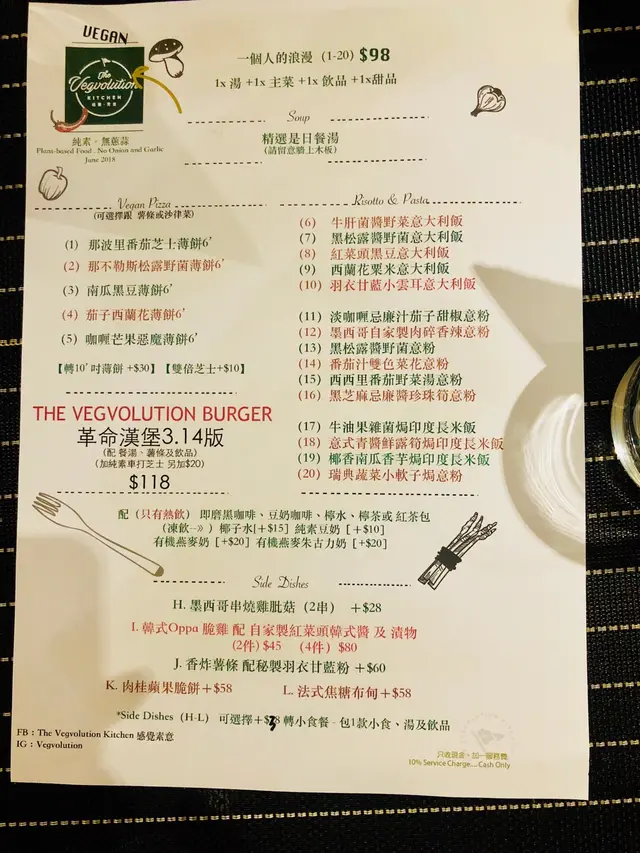 VEGAN
The
Vegvolution
KITCHEN
純素。無蔥蒜
Plant-based Food . No Onion and Garlic
June 2018
一個人的浪漫 (1-20) $98
1x 湯 +1x 主菜 +1x 飲品 +1x甜品
Soup
精選是日餐湯
(請留意牆上木板)
Vegan Pizza
(可選擇跟 薯條或沙律菜)
(1) 那波里番茄芝士薄餅6'
(2) 那不勒斯松露野菌薄餅6'
(3) 南瓜黑豆薄餅6'
(4) 茄子西蘭花薄餅6'
(5) 咖喱芒果惡魔薄餅6'
【轉10'吋薄餅 +$30】【雙倍芝士+$10】
THE VEGVOLUTION BURGER
革命漢堡3.14版
(配 餐湯、薯條及飲品)
(加純素車打芝士 另加$20)
$118
Risotto & Pasta
(6) 牛肝菌醬野菜意大利飯
(7) 黑松露醬野菌意大利飯
(8) 紅菜頭黑豆意大利飯
(9) 西蘭花粟米意大利飯
(10) 羽衣甘藍小雲耳意大利飯
(11) 淡咖喱忌廉汁茄子甜椒意粉
(12) 墨西哥自家製肉碎香辣意粉
(13) 黑松露醬野菌意粉
(14) 番茄汁雙色菜花意粉
(15) 西西里番茄野菜湯意粉
(16) 黑芝麻忌廉醬珍珠筍意粉
(17) 牛油果雜菌焗印度長米飯
(18) 意式青醬鮮露筍焗印度長米飯
(19) 椰香南瓜香芋焗印度長米飯
(20) 瑞典蔬菜小軟子焗意粉
配 (只有熱飲) 即磨黑咖啡、豆奶咖啡、檸水、檸茶或 紅茶包
(凍飲--》) 椰子水[+$15] 純素豆奶 [+$10]
有機燕麥奶 [+$20] 有機燕麥朱古力奶 [+$20]
Side Dishes
H. 墨西哥串燒雞肶菇 (2串) +$28
I. 韓式Oppa 脆雞 配 自家製紅菜頭韓式醬 及 漬物
(2件) $45 (4件) $80
J. 香炸薯條 配秘製羽衣甘藍粉 +$60
K. 肉桂蘋果脆餅+$58 L. 法式焦糖布甸+$58
*Side Dishes (H-L) 可選擇+$38 轉小食餐 - 包1款小食、湯及飲品
FB : The Vegvolution Kitchen 感覺素意
IG : Vegvolution
只收現金。加一服務費
10% Service Charge.... Cash Only